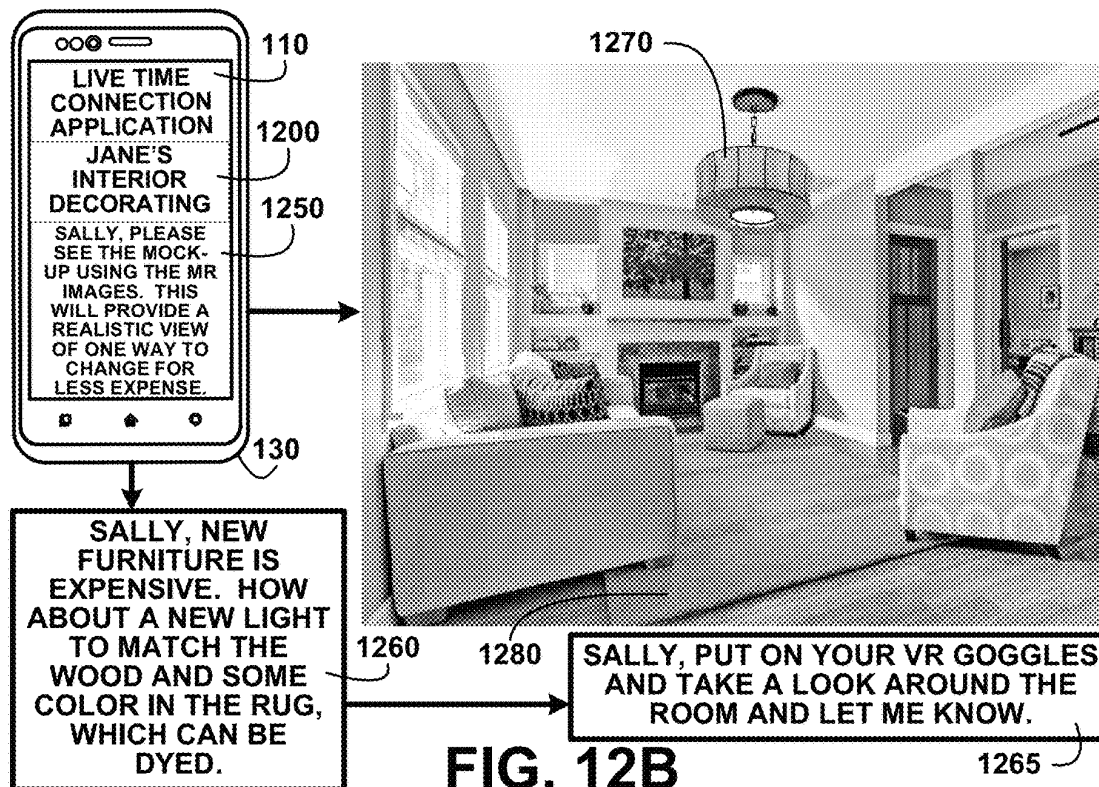 110
1270
LIVE TIME
CONNECTION
APPLICATION
1200
JANE'S
INTERIOR
DECORATING
1250
SALLY, PLEASE
SEE THE MOCK-
UP USING THE MR
IMAGES. THIS
WILL PROVIDE A
REALISTIC VIEW
OF ONE WAY TO
CHANGE FOR
LESS EXPENSE.
130
SALLY, NEW
FURNITURE IS
EXPENSIVE. HOW
ABOUT A NEW LIGHT
TO MATCH THE
WOOD AND SOME
COLOR IN THE RUG,
WHICH CAN BE
DYED.
1260
1280
SALLY, PUT ON YOUR VR GOGGLES
AND TAKE A LOOK AROUND THE
ROOM AND LET ME KNOW.
1265
FIG. 12B